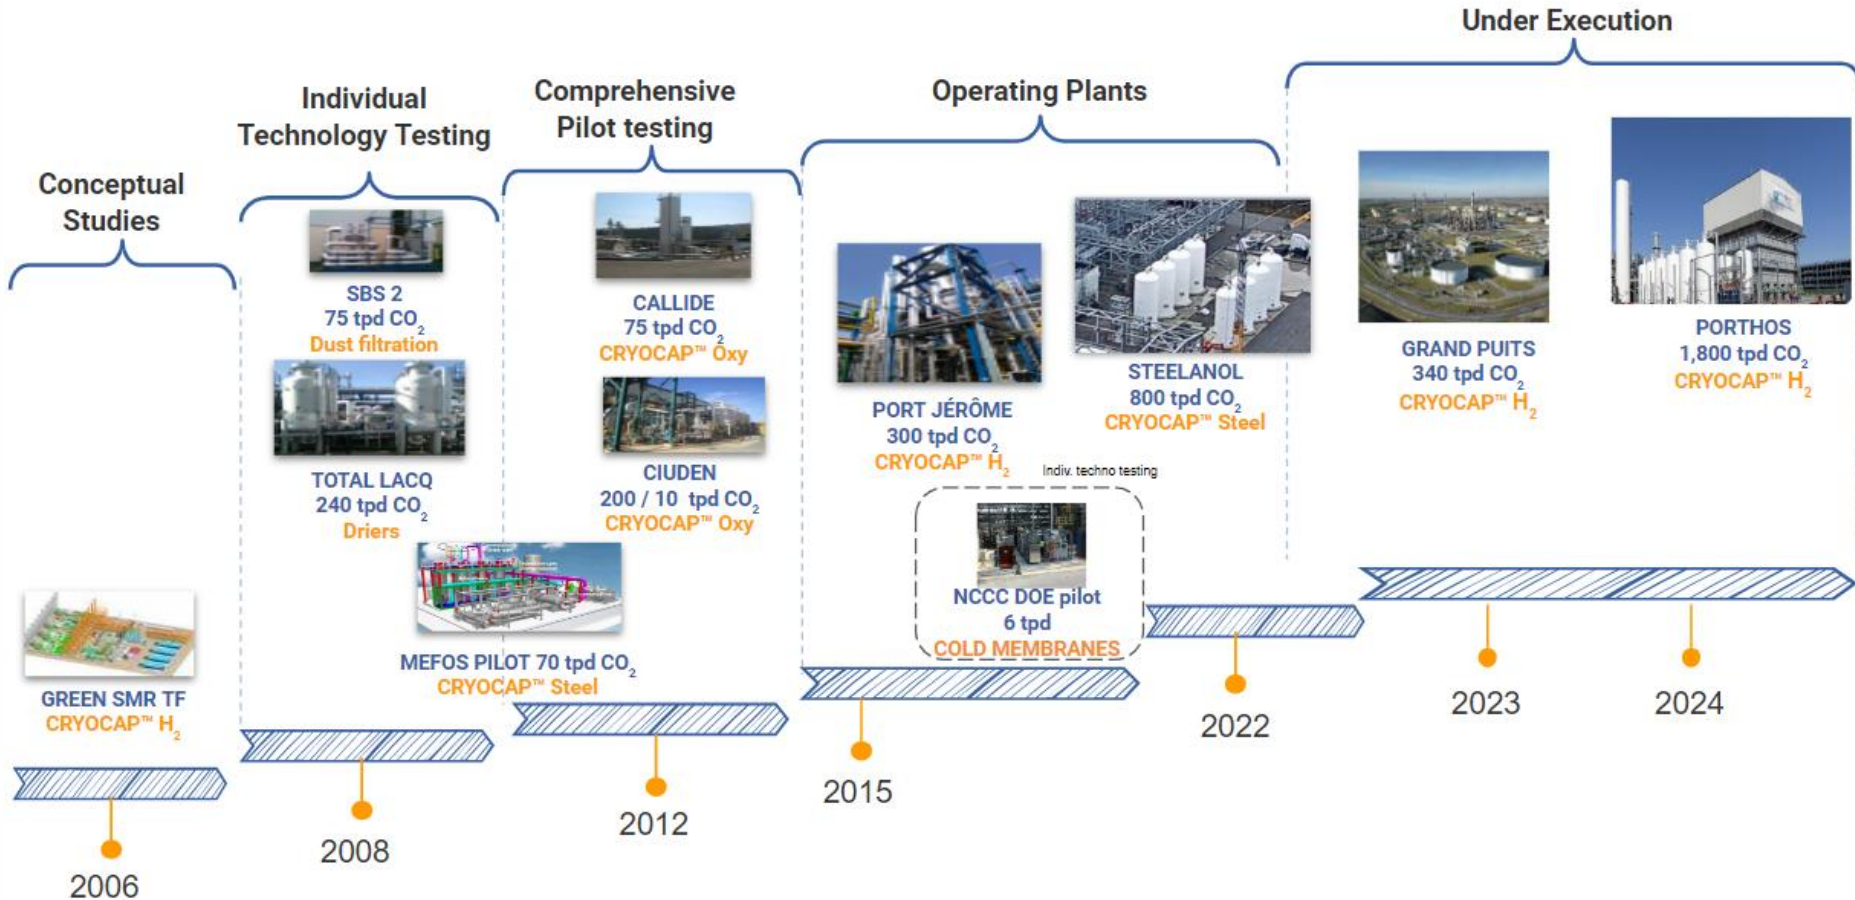 Conceptual
Studies
GREEN SMR TF
CRYOCAP™ H₂
2006
Individual
Technology Testing
SBS 2
75 tpd CO₂
Dust filtration
TOTAL LACQ
240 tpd CO₂
Driers
MEFOS PILOT 70 tpd CO₂
CRYOCAP™ Steel
2008
Comprehensive
Pilot testing
CALLIDE
75 tpd CO₂
CRYOCAP™ Oxy
CIUDEN
200 / 10 tpd CO₂
CRYOCAP™ Oxy
2012
Operating Plants
PORT JÉRÔME
300 tpd CO₂
CRYOCAP™ H₂
STEELANOL
800 tpd CO₂
CRYOCAP™ Steel
Indiv. techno testing
NCCC DOE pilot
6 tpd
COLD MEMBRANES
2015
2022
Under Execution
GRAND PUITS
340 tpd CO₂
CRYOCAP™ H₂
PORTHOS
1,800 tpd CO₂
CRYOCAP™ H₂
2023
2024